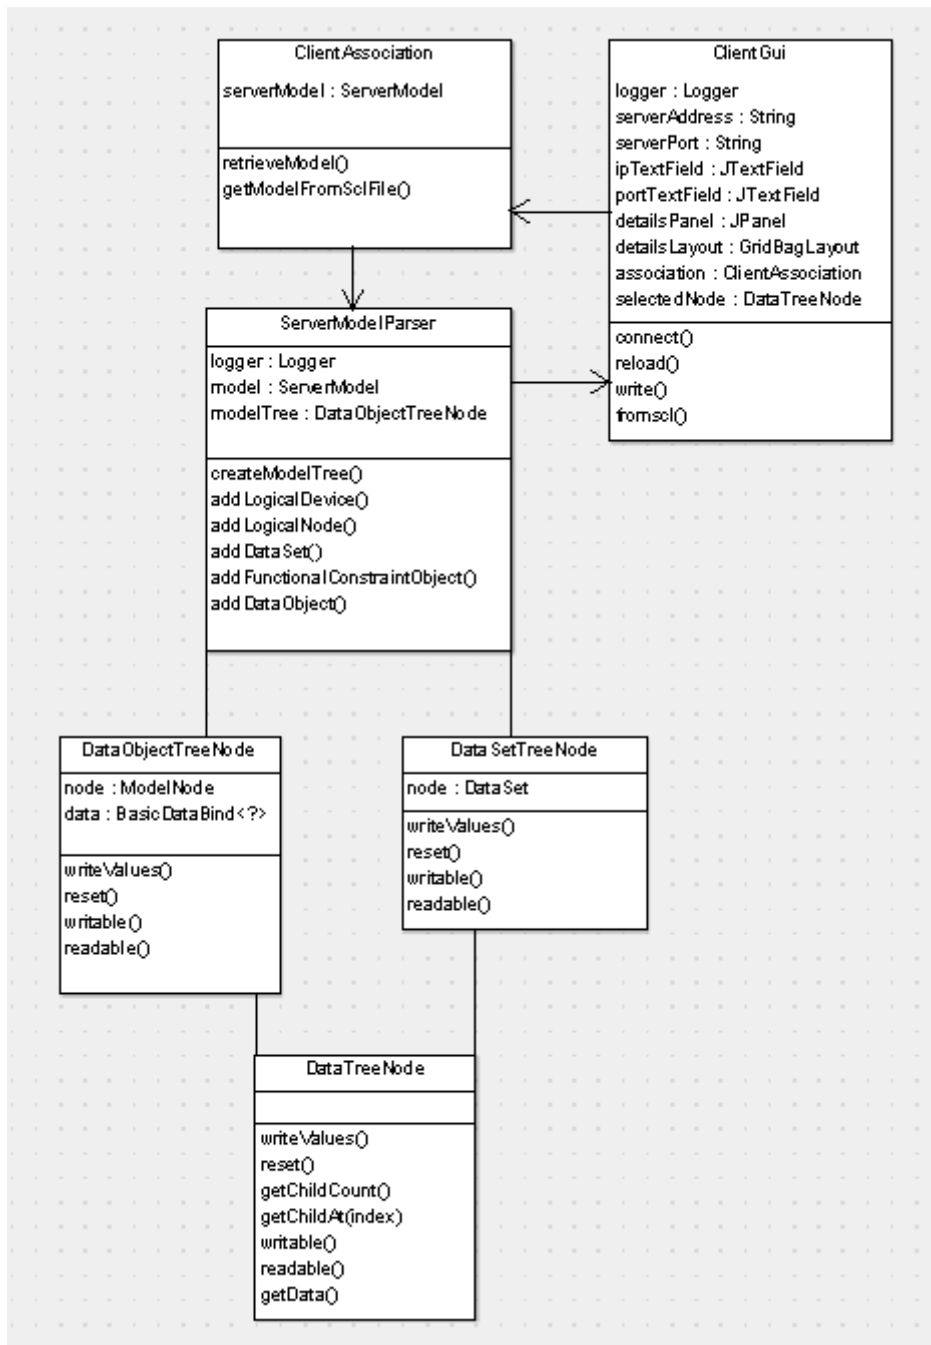 ClientAssociation
serverModel : ServerModel
retrieveModel()
getModelFromSclFile()
ClientGui
logger : Logger
serverAddress : String
serverPort : String
ipTextField : JTextField
portTextField : JTextField
detailsPanel : JPanel
detailsLayout : GridBagLayout
association : ClientAssociation
selectedNode : DataTreeNode
connect()
reload()
write()
fromscl()
ServerModelParser
logger : Logger
model : ServerModel
modelTree : DataObjectTreeNode
createModelTree()
addLogicalDevice()
addLogicalNode()
addDataSet()
addFunctionalConstraintObject()
addDataObject()
DataObjectTreeNode
node : ModelNode
data : BasicDataBind<?>
writeValues()
reset()
writable()
readable()
DataSetTreeNode
node : DataSet
writeValues()
reset()
writable()
readable()
DataTreeNode
writeValues()
reset()
getChildCount()
getChildAt(index)
writable()
readable()
getData()